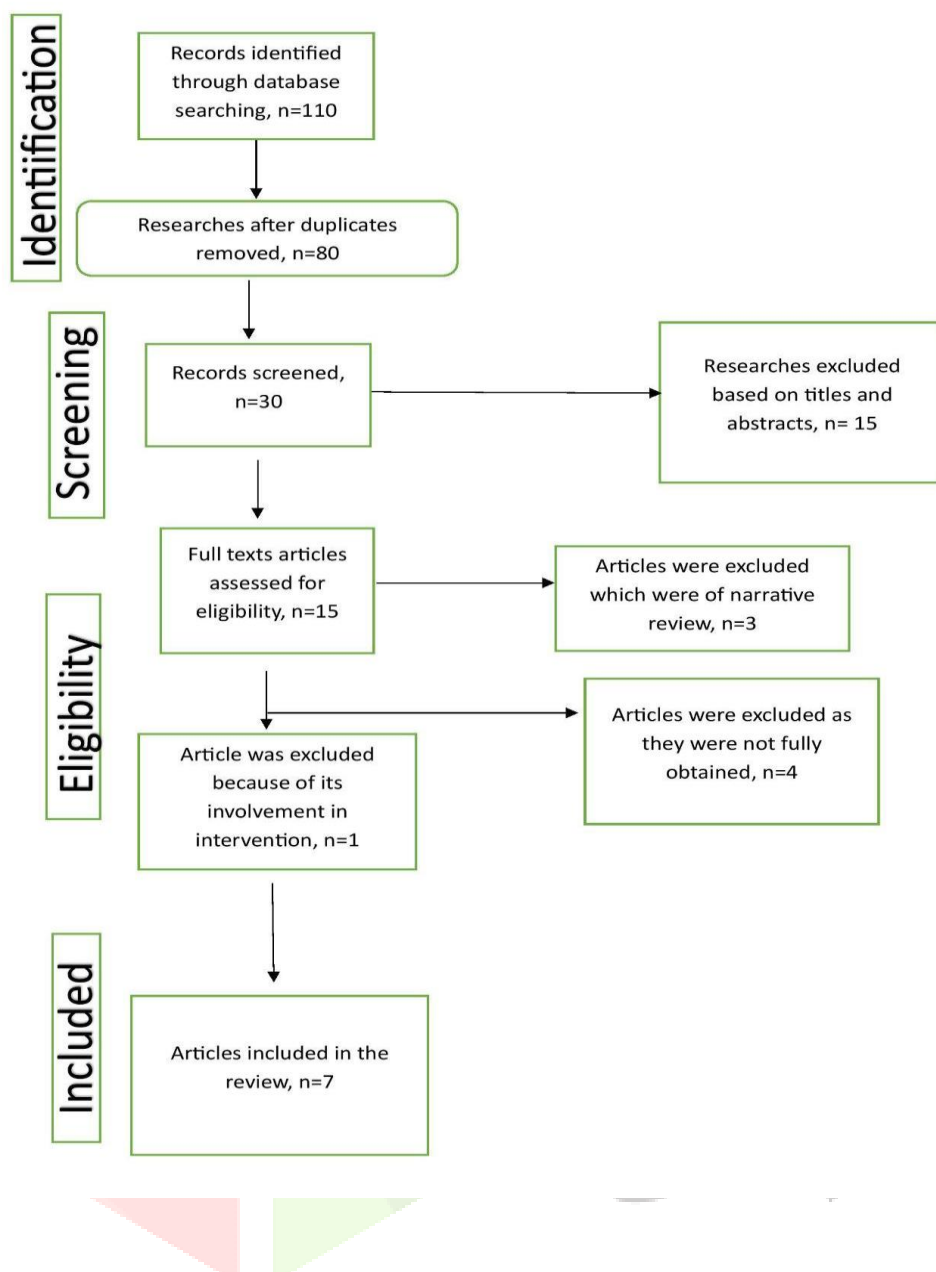 Identiification
Records identified
through database
searching, n=110
Researches after duplicates
removed, n=80
Screening
Records screened,
n=30
Researches excluded
based on titles and
abstracts, n= 15
Eligibility
Full texts articles
assessed for
eligibility, n=15
Articles were excluded
which were of narrative
review, n=3
Articles were excluded as
they were not fully
obtained, n=4
Article was excluded
because of its
involvement in
intervention, n=1
Included
Articles included in the
review, n=7